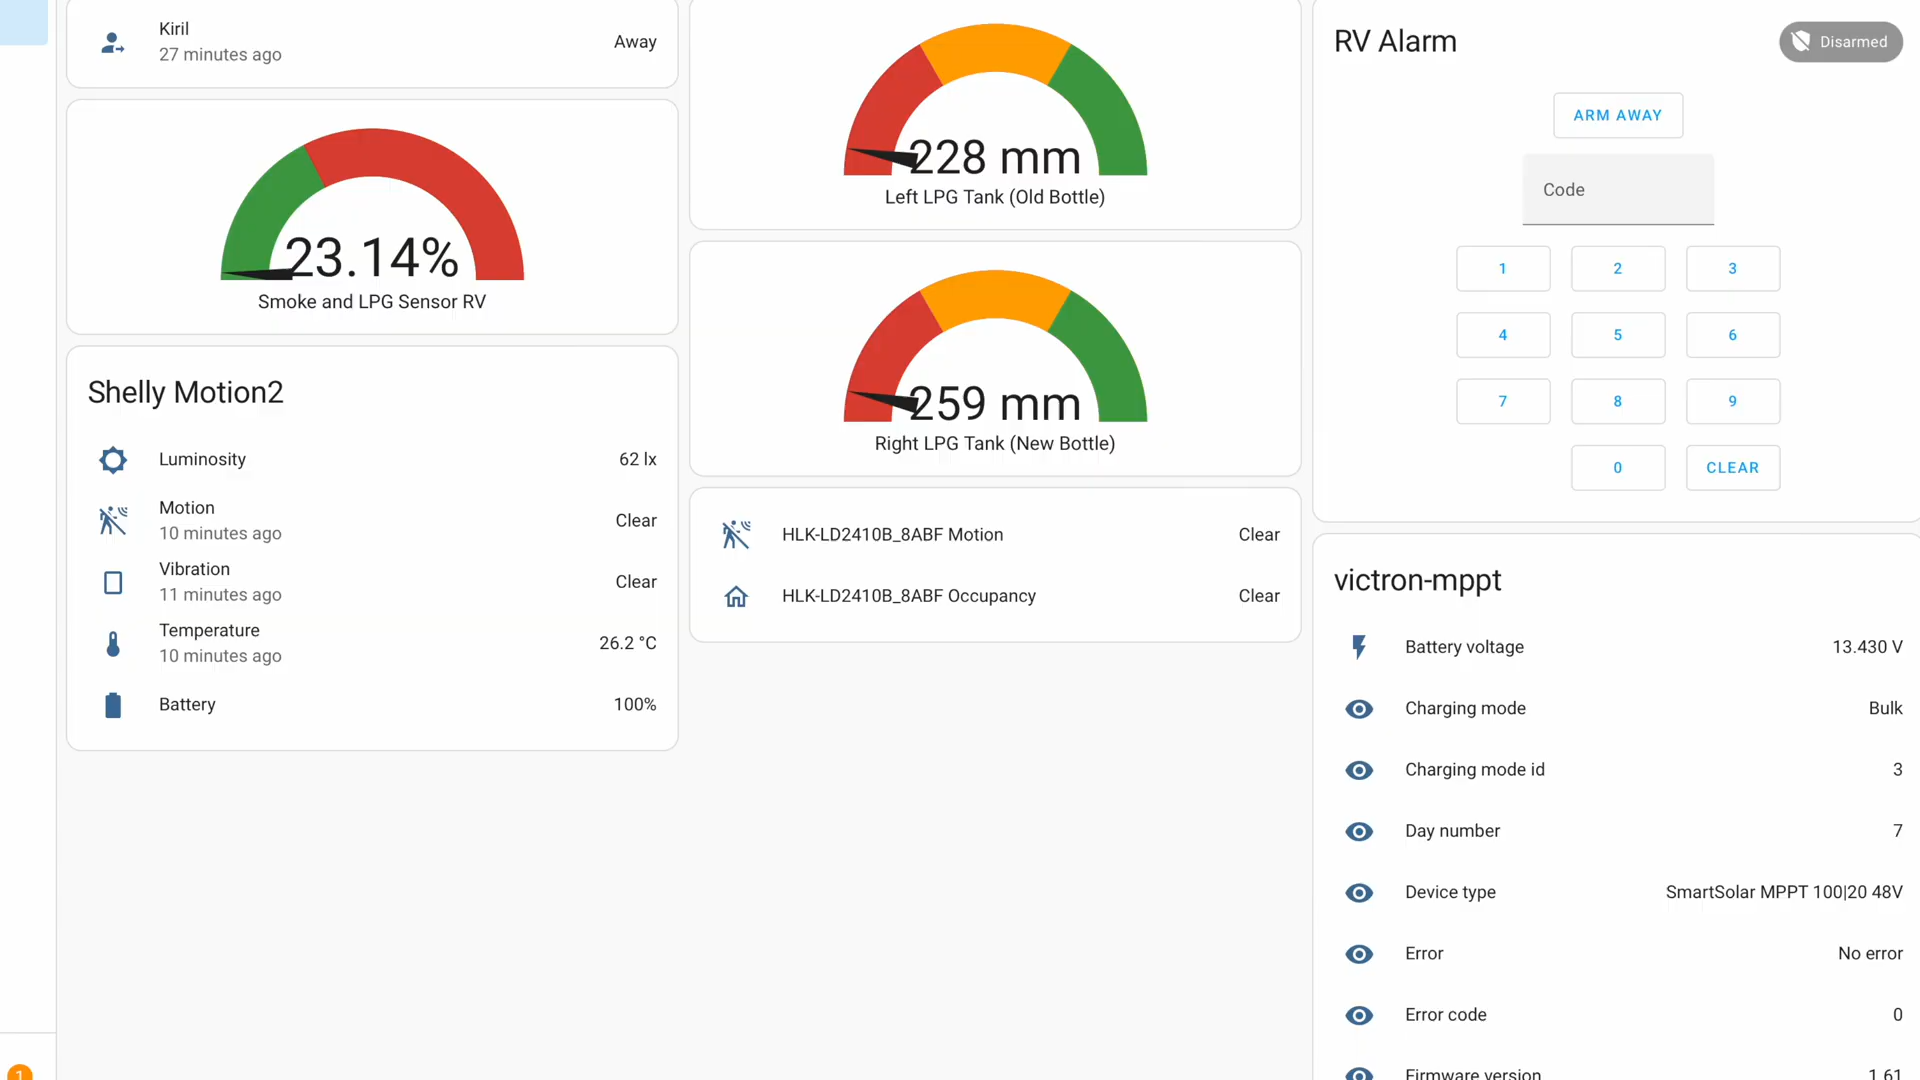 Kiril
27 minutes ago
Away
23.14%
Smoke and LPG Sensor RV
Shelly Motion2
Luminosity
62 lx
Motion
10 minutes ago
Clear
Vibration
11 minutes ago
Clear
Temperature
10 minutes ago
26.2 °C
Battery
100%
228 mm
Left LPG Tank (Old Bottle)
259 mm
Right LPG Tank (New Bottle)
HLK-LD2410B_8ABF Motion
Clear
HLK-LD2410B_8ABF Occupancy
Clear
RV Alarm
Disarmed
ARM AWAY
Code
1
2
3
4
5
6
7
8
9
0
CLEAR
victron-mppt
Battery voltage
13.430 V
Charging mode
Bulk
Charging mode id
3
Day number
7
Device type
SmartSolar MPPT 100|20 48V
Error
No error
Error code
0
Firmware version
1.61
1